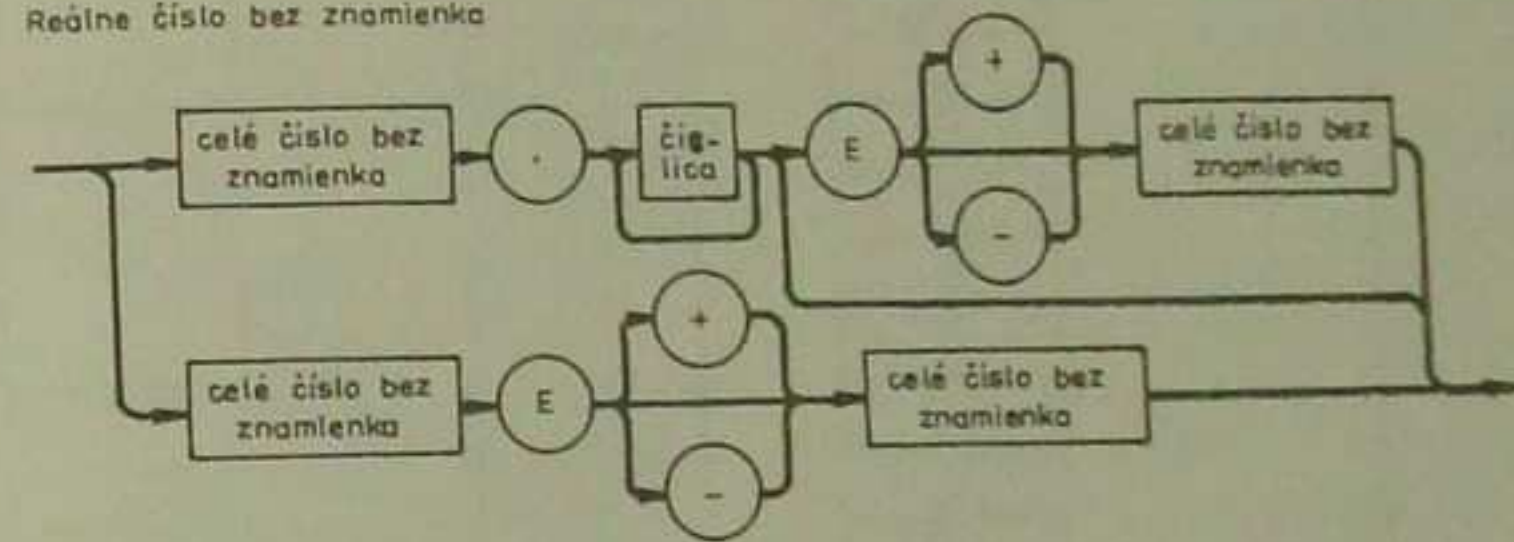 Reálne číslo bez znamienka
celé číslo bez
znamienka
.
čís-
lica
E
+
-
celé číslo bez
znamienka
celé číslo bez
znamienka
E
+
-
celé číslo bez
znamienka